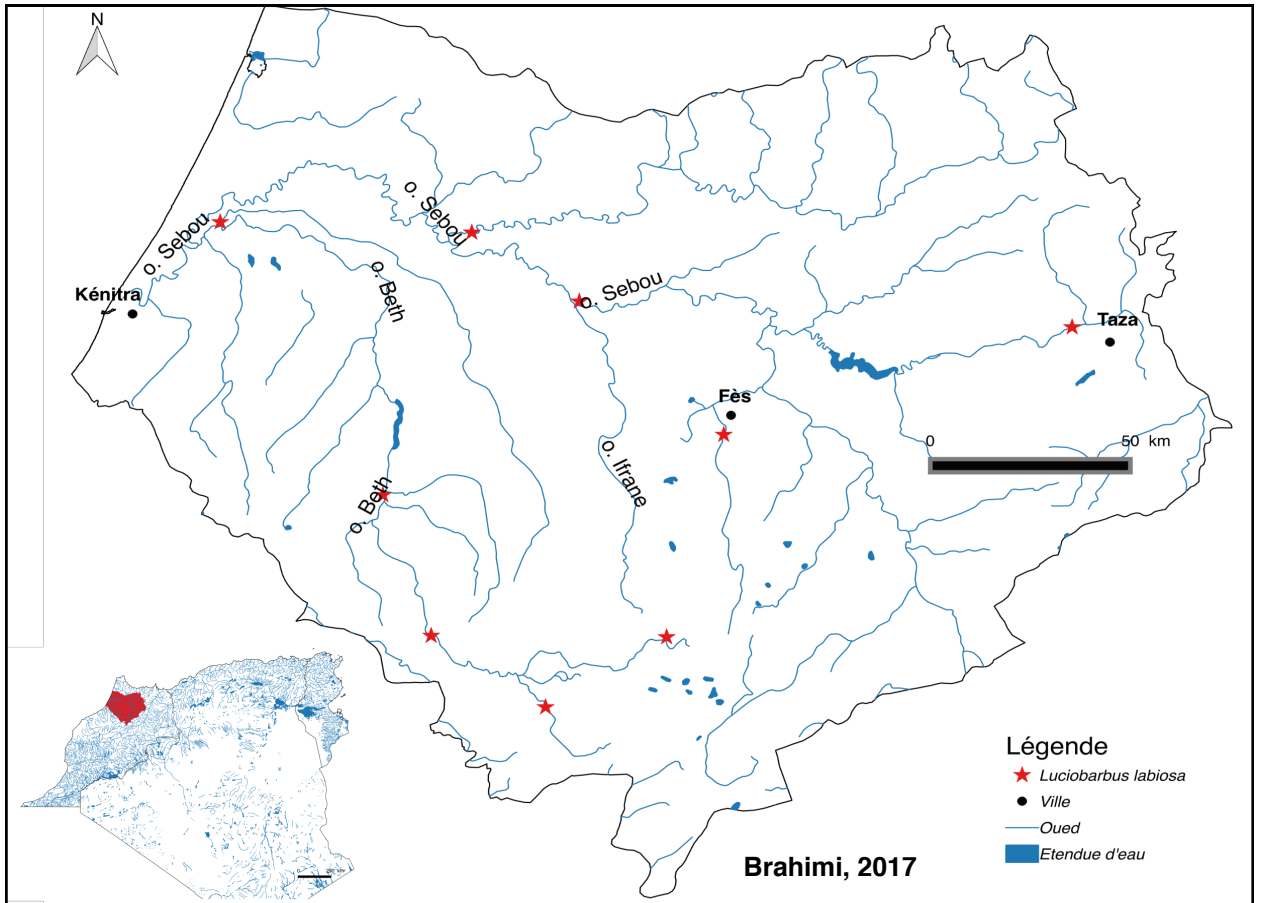 N
o. Sebou
o. Sebou
o. Sebou
Kénitra
o. Beth
Taza
Fès
0 50 km
o. Ifrane
o. Beth
Légende
Luciobarbus labiosa
Ville
Oued
Etendue d'eau
Brahimi, 2017